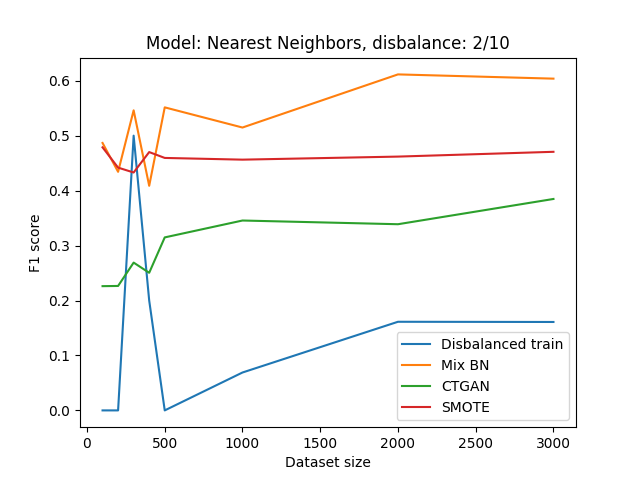 Model: Nearest Neighbors, disbalance: 2/10
F1 score
0.6
0.5
0.4
0.3
0.2
0.1
0.0
Disbalanced train
Mix BN
CTGAN
SMOTE
0 500 1000 1500 2000 2500 3000
Dataset size